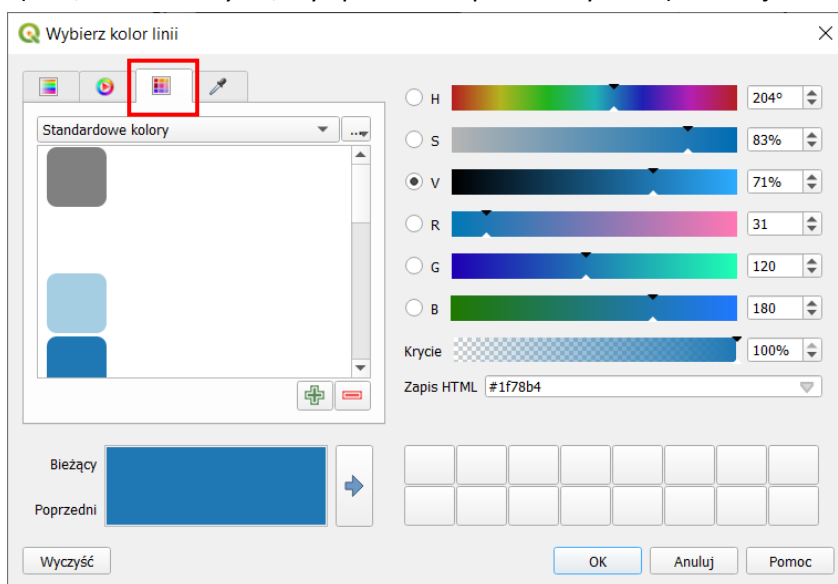 Wybierz kolor linii
Standardowe kolory
...
H 204°
S 83%
V 71%
R 31
G 120
B 180
Krycie 100%
Zapis HTML #1f78b4
Bieżący
Poprzedni
Wyczyść OK Anuluj Pomoc